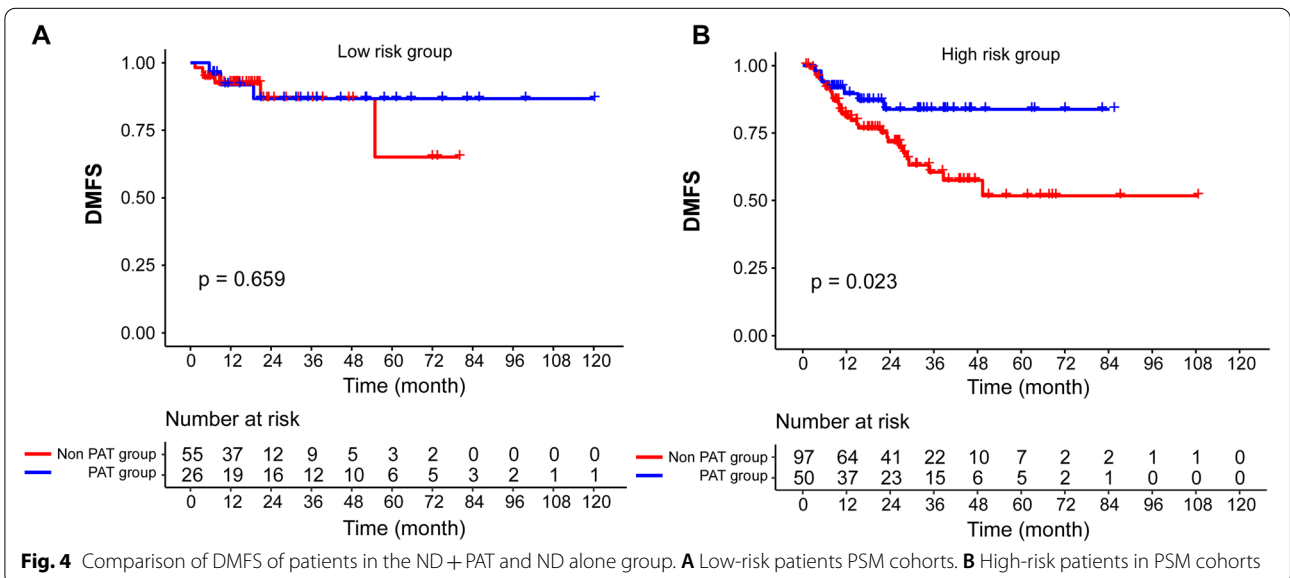 A
Low risk group
1.00
0.75
0.50
0.25
0.00
DMFS
p = 0.659
0 12 24 36 48 60 72 84 96 108 120
Time (month)
Number at risk
Non PAT group 55 37 12 9 5 3 2 0 0 0 0
PAT group 26 19 16 12 10 6 5 3 2 1 1
0 12 24 36 48 60 72 84 96 108 120
Time (month)
B
High risk group
1.00
0.75
0.50
0.25
0.00
DMFS
p = 0.023
0 12 24 36 48 60 72 84 96 108 120
Time (month)
Number at risk
Non PAT group 97 64 41 22 10 7 2 2 1 1 0
PAT group 50 37 23 15 6 5 2 1 0 0 0
0 12 24 36 48 60 72 84 96 108 120
Time (month)
Fig. 4 Comparison of DMFS of patients in the ND + PAT and ND alone group. A Low-risk patients PSM cohorts. B High-risk patients in PSM cohorts